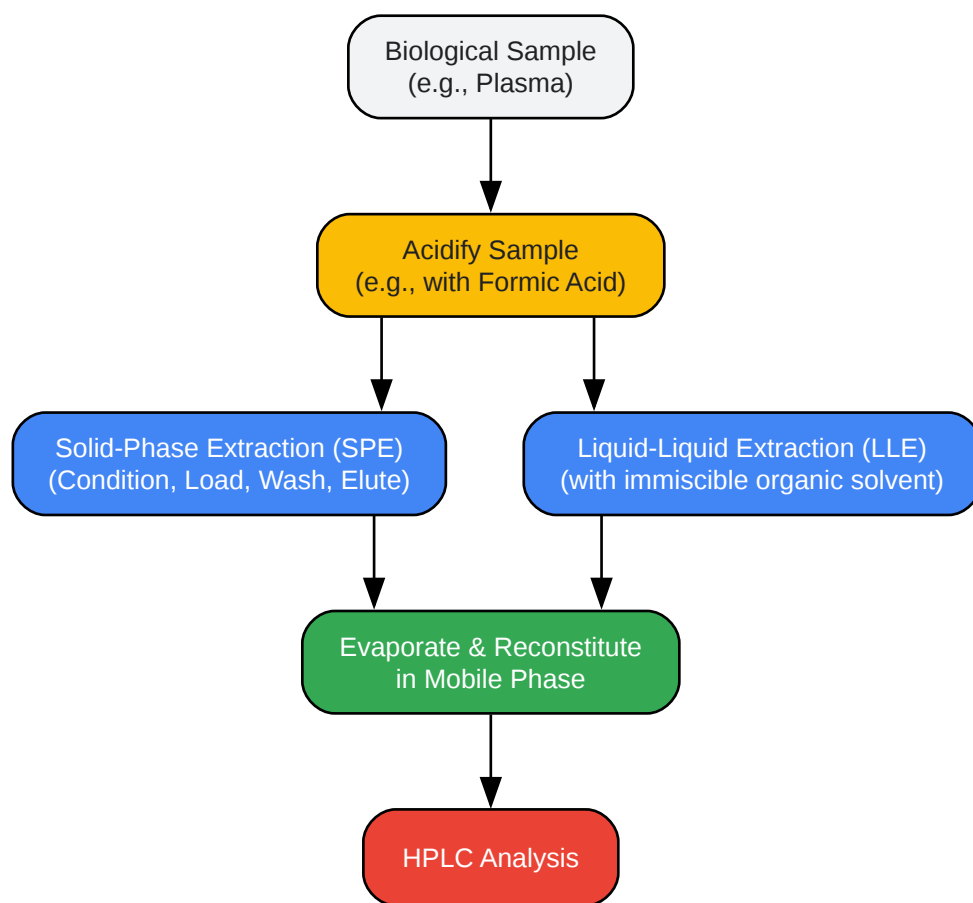 Biological Sample
(e.g., Plasma)
Acidify Sample
(e.g., with Formic Acid)
Solid-Phase Extraction (SPE)
(Condition, Load, Wash, Elute)
Liquid-Liquid Extraction (LLE)
(with immiscible organic solvent)
Evaporate & Reconstitute
in Mobile Phase
HPLC Analysis